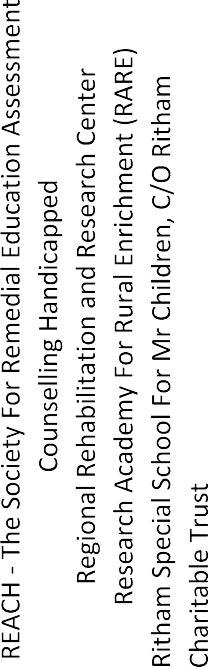 REACH - The Society For Remedial Education Assessment
Counselling Handicapped
Regional Rehabilitation and Research Center
Research Academy For Rural Enrichment (RARE)
Ritham Special School For Mr Children, C/O Ritham
Charitable Trust